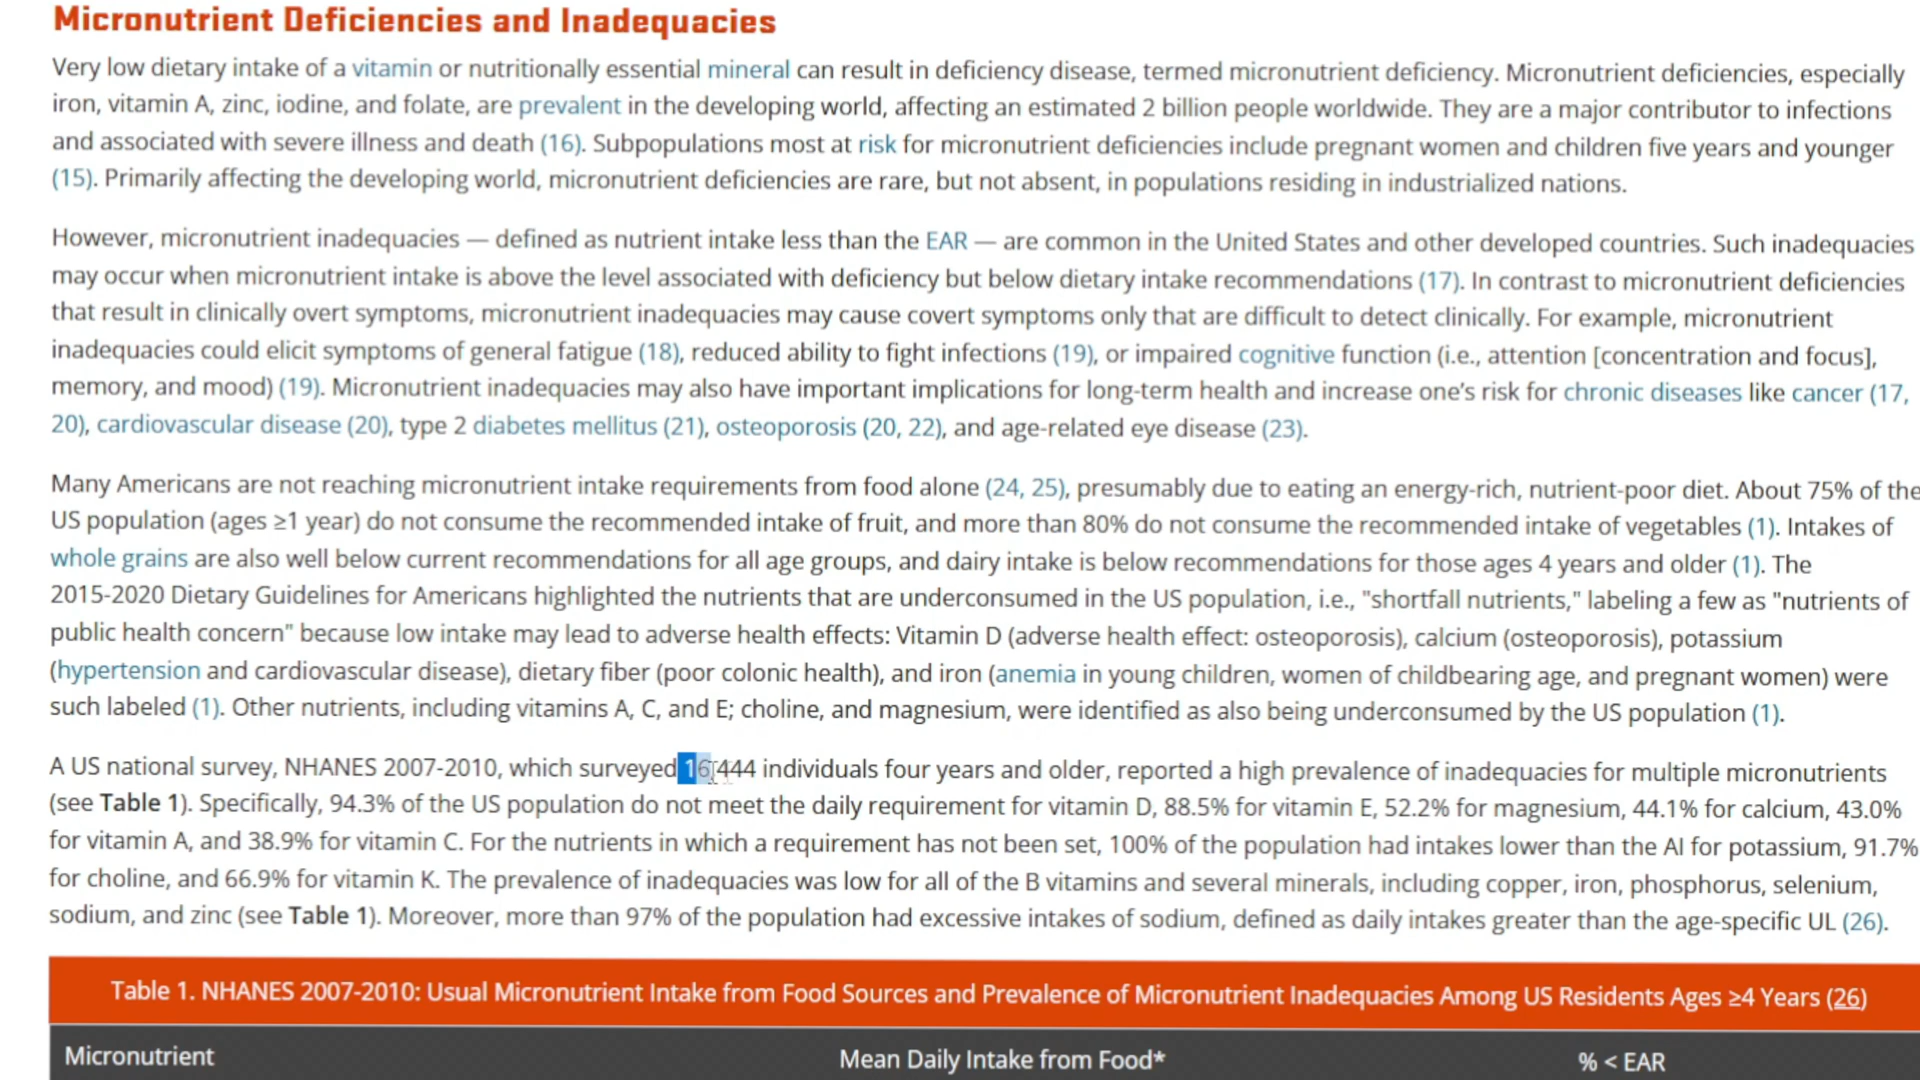 Micronutrient Deficiencies and Inadequacies
Very low dietary intake of a vitamin or nutritionally essential mineral can result in deficiency disease, termed micronutrient deficiency. Micronutrient deficiencies, especially
iron, vitamin A, zinc, iodine, and folate, are prevalent in the developing world, affecting an estimated 2 billion people worldwide. They are a major contributor to infections
and associated with severe illness and death (16). Subpopulations most at risk for micronutrient deficiencies include pregnant women and children five years and younger
(15). Primarily affecting the developing world, micronutrient deficiencies are rare, but not absent, in populations residing in industrialized nations.
However, micronutrient inadequacies — defined as nutrient intake less than the EAR — are common in the United States and other developed countries. Such inadequacies
may occur when micronutrient intake is above the level associated with deficiency but below dietary intake recommendations (17). In contrast to micronutrient deficiencies
that result in clinically overt symptoms, micronutrient inadequacies may cause covert symptoms only that are difficult to detect clinically. For example, micronutrient
inadequacies could elicit symptoms of general fatigue (18), reduced ability to fight infections (19), or impaired cognitive function (i.e., attention [concentration and focus],
memory, and mood) (19). Micronutrient inadequacies may also have important implications for long-term health and increase one's risk for chronic diseases like cancer (17,
20), cardiovascular disease (20), type 2 diabetes mellitus (21), osteoporosis (20, 22), and age-related eye disease (23).
Many Americans are not reaching micronutrient intake requirements from food alone (24, 25), presumably due to eating an energy-rich, nutrient-poor diet. About 75% of the
US population (ages ≥1 year) do not consume the recommended intake of fruit, and more than 80% do not consume the recommended intake of vegetables (1). Intakes of
whole grains are also well below current recommendations for all age groups, and dairy intake is below recommendations for those ages 4 years and older (1). The
2015-2020 Dietary Guidelines for Americans highlighted the nutrients that are underconsumed in the US population, i.e., "shortfall nutrients," labeling a few as "nutrients of
public health concern" because low intake may lead to adverse health effects: Vitamin D (adverse health effect: osteoporosis), calcium (osteoporosis), potassium
(hypertension and cardiovascular disease), dietary fiber (poor colonic health), and iron (anemia in young children, women of childbearing age, and pregnant women) were
such labeled (1). Other nutrients, including vitamins A, C, and E; choline, and magnesium, were identified as also being underconsumed by the US population (1).
A US national survey, NHANES 2007-2010, which surveyed 16,444 individuals four years and older, reported a high prevalence of inadequacies for multiple micronutrients
(see Table 1). Specifically, 94.3% of the US population do not meet the daily requirement for vitamin D, 88.5% for vitamin E, 52.2% for magnesium, 44.1% for calcium, 43.0%
for vitamin A, and 38.9% for vitamin C. For the nutrients in which a requirement has not been set, 100% of the population had intakes lower than the AI for potassium, 91.7%
for choline, and 66.9% for vitamin K. The prevalence of inadequacies was low for all of the B vitamins and several minerals, including copper, iron, phosphorus, selenium,
sodium, and zinc (see Table 1). Moreover, more than 97% of the population had excessive intakes of sodium, defined as daily intakes greater than the age-specific UL (26).
Table 1. NHANES 2007-2010: Usual Micronutrient Intake from Food Sources and Prevalence of Micronutrient Inadequacies Among US Residents Ages ≥4 Years (26)
Micronutrient Mean Daily Intake from Food* % < EAR